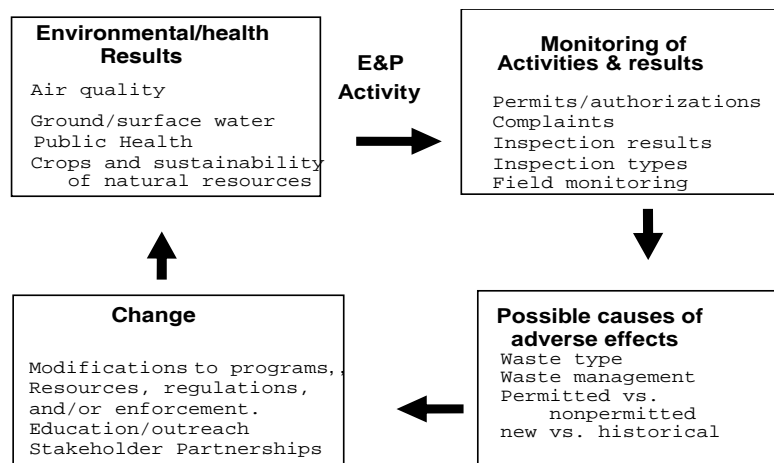 Environmental/health
Results
Air quality
Ground/surface water
Public Health
Crops and sustainability
of natural resources
E&P
Activity
Monitoring of
Activities & results
Permits/authorizations
Complaints
Inspection results
Inspection types
Field monitoring
Possible causes of
adverse effects
Waste type
Waste management
Permitted vs.
nonpermitted
new vs. historical
Change
Modifications to programs,,
Resources, regulations,
and/or enforcement.
Education/outreach
Stakeholder Partnerships